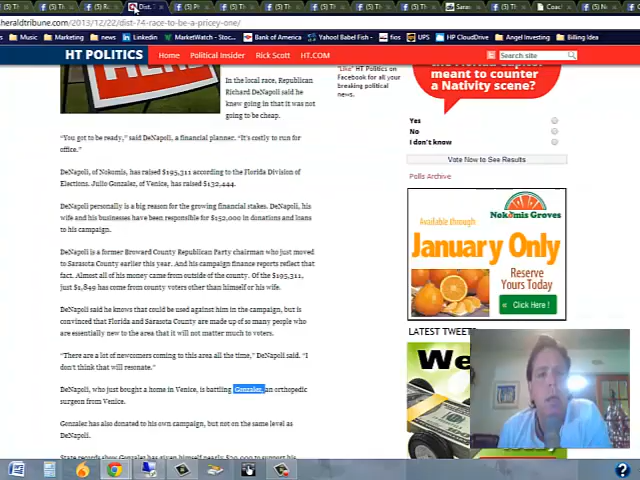 Dist.
heraldtribune.com/2013/12/22/dist-74-race-to-be-a-pricey-one/
Music
Marketing
news
Linkedin
MarketWatch - Stoc...
Bank of America
fios
UPS
HP CloudDrive
Angel Investing
Billing Idea
HT POLITICS
Home
Political Insider
Rick Scott
HT.COM
Search site
In the local race, Republican
Richard DeNapoli said he
knew going in that it was not
going to be cheap.
"You got to be ready," said DeNapoli, a financial planner. "It's costly to run for
office."
DeNapoli, of Nokomis, has raised $195,311 according to the Florida Division of
Elections. Julio Gonzalez, of Venice, has raised $132,444.
DeNapoli personally is a big reason for the growing financial stakes. DeNapoli, his
wife and his businesses have been responsible for $152,000 in donations and loans
to his campaign.
DeNapoli is a former Broward County Republican Party chairman who just moved
to Sarasota County earlier this year. And his campaign finance reports reflect that
fact. Almost all of his money came from outside of the county. Of the $195,311,
just $1,849 has come from county voters other than himself or his wife.
DeNapoli said he knows that could be used against him in the campaign, but is
convinced that Florida and Sarasota County are made up of so many people who
are essentially new to the area that it will not matter much to voters.
"There are a lot of newcomers coming to this area all the time," DeNapoli said. "I
don't think that will resonate."
DeNapoli, who just bought a home in Venice, is battling Gonzalez, an orthopedic
surgeon from Venice.
Gonzalez has also donated to his own campaign, but not on the same level as
DeNapoli.
State records show Gonzalez has given nearly $30,000 to support his
"Like" HT Politics on
Facebook for all your
breaking political
news.
meant to counter
a Nativity scene?
Yes
No
I don't know
Vote Now to See Results
Polls Archive
Available through
Nokomis Groves
January Only
Reserve
Yours Today
Click Here !
LATEST TWEETS
We